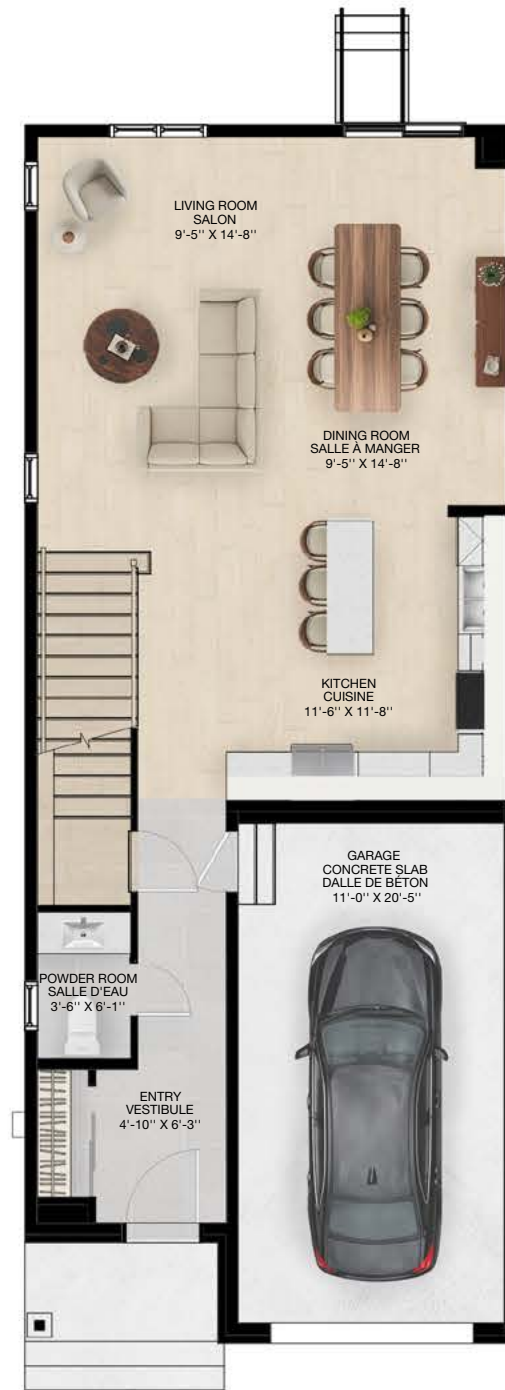 LIVING ROOM
SALON
9'-5'' X 14'-8''
DINING ROOM
SALLE À MANGER
9'-5'' X 14'-8''
KITCHEN
CUISINE
11'-6'' X 11'-8''
GARAGE
CONCRETE SLAB
DALLE DE BÉTON
11'-0'' X 20'-5''
POWDER ROOM
SALLE D'EAU
3'-6'' X 6'-1''
ENTRY
VESTIBULE
4'-10'' X 6'-3''